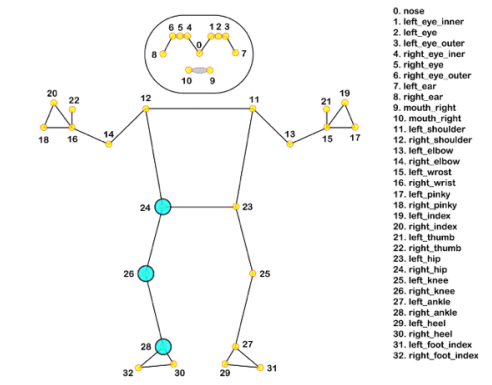 6 5 4 1 2 3
0
8 7
10 9
20 22 12 11 21 19
18 16 14 13 15 17
24 23
26 25
28 27
32 30 29 31
0. nose
1. left_eye_inner
2. left_eye
3. left_eye_outer
4. right_eye_iner
5. right_eye
6. right_eye_outer
7. left_ear
8. right_ear
9. mouth_right
10. mouth_right
11. left_shoulder
12. right_shoulder
13. left_elbow
14. right_elbow
15. left_wrost
16. right_wrist
17. left_pinky
18. right_pinky
19. left_index
20. right_index
21. left_thumb
22. right_thumb
23. left_hip
24. right_hip
25. left_knee
26. right_knee
27. left_ankle
28. right_ankle
29. left_heel
30. right_heel
31. left_foot_index
32. right_foot_index